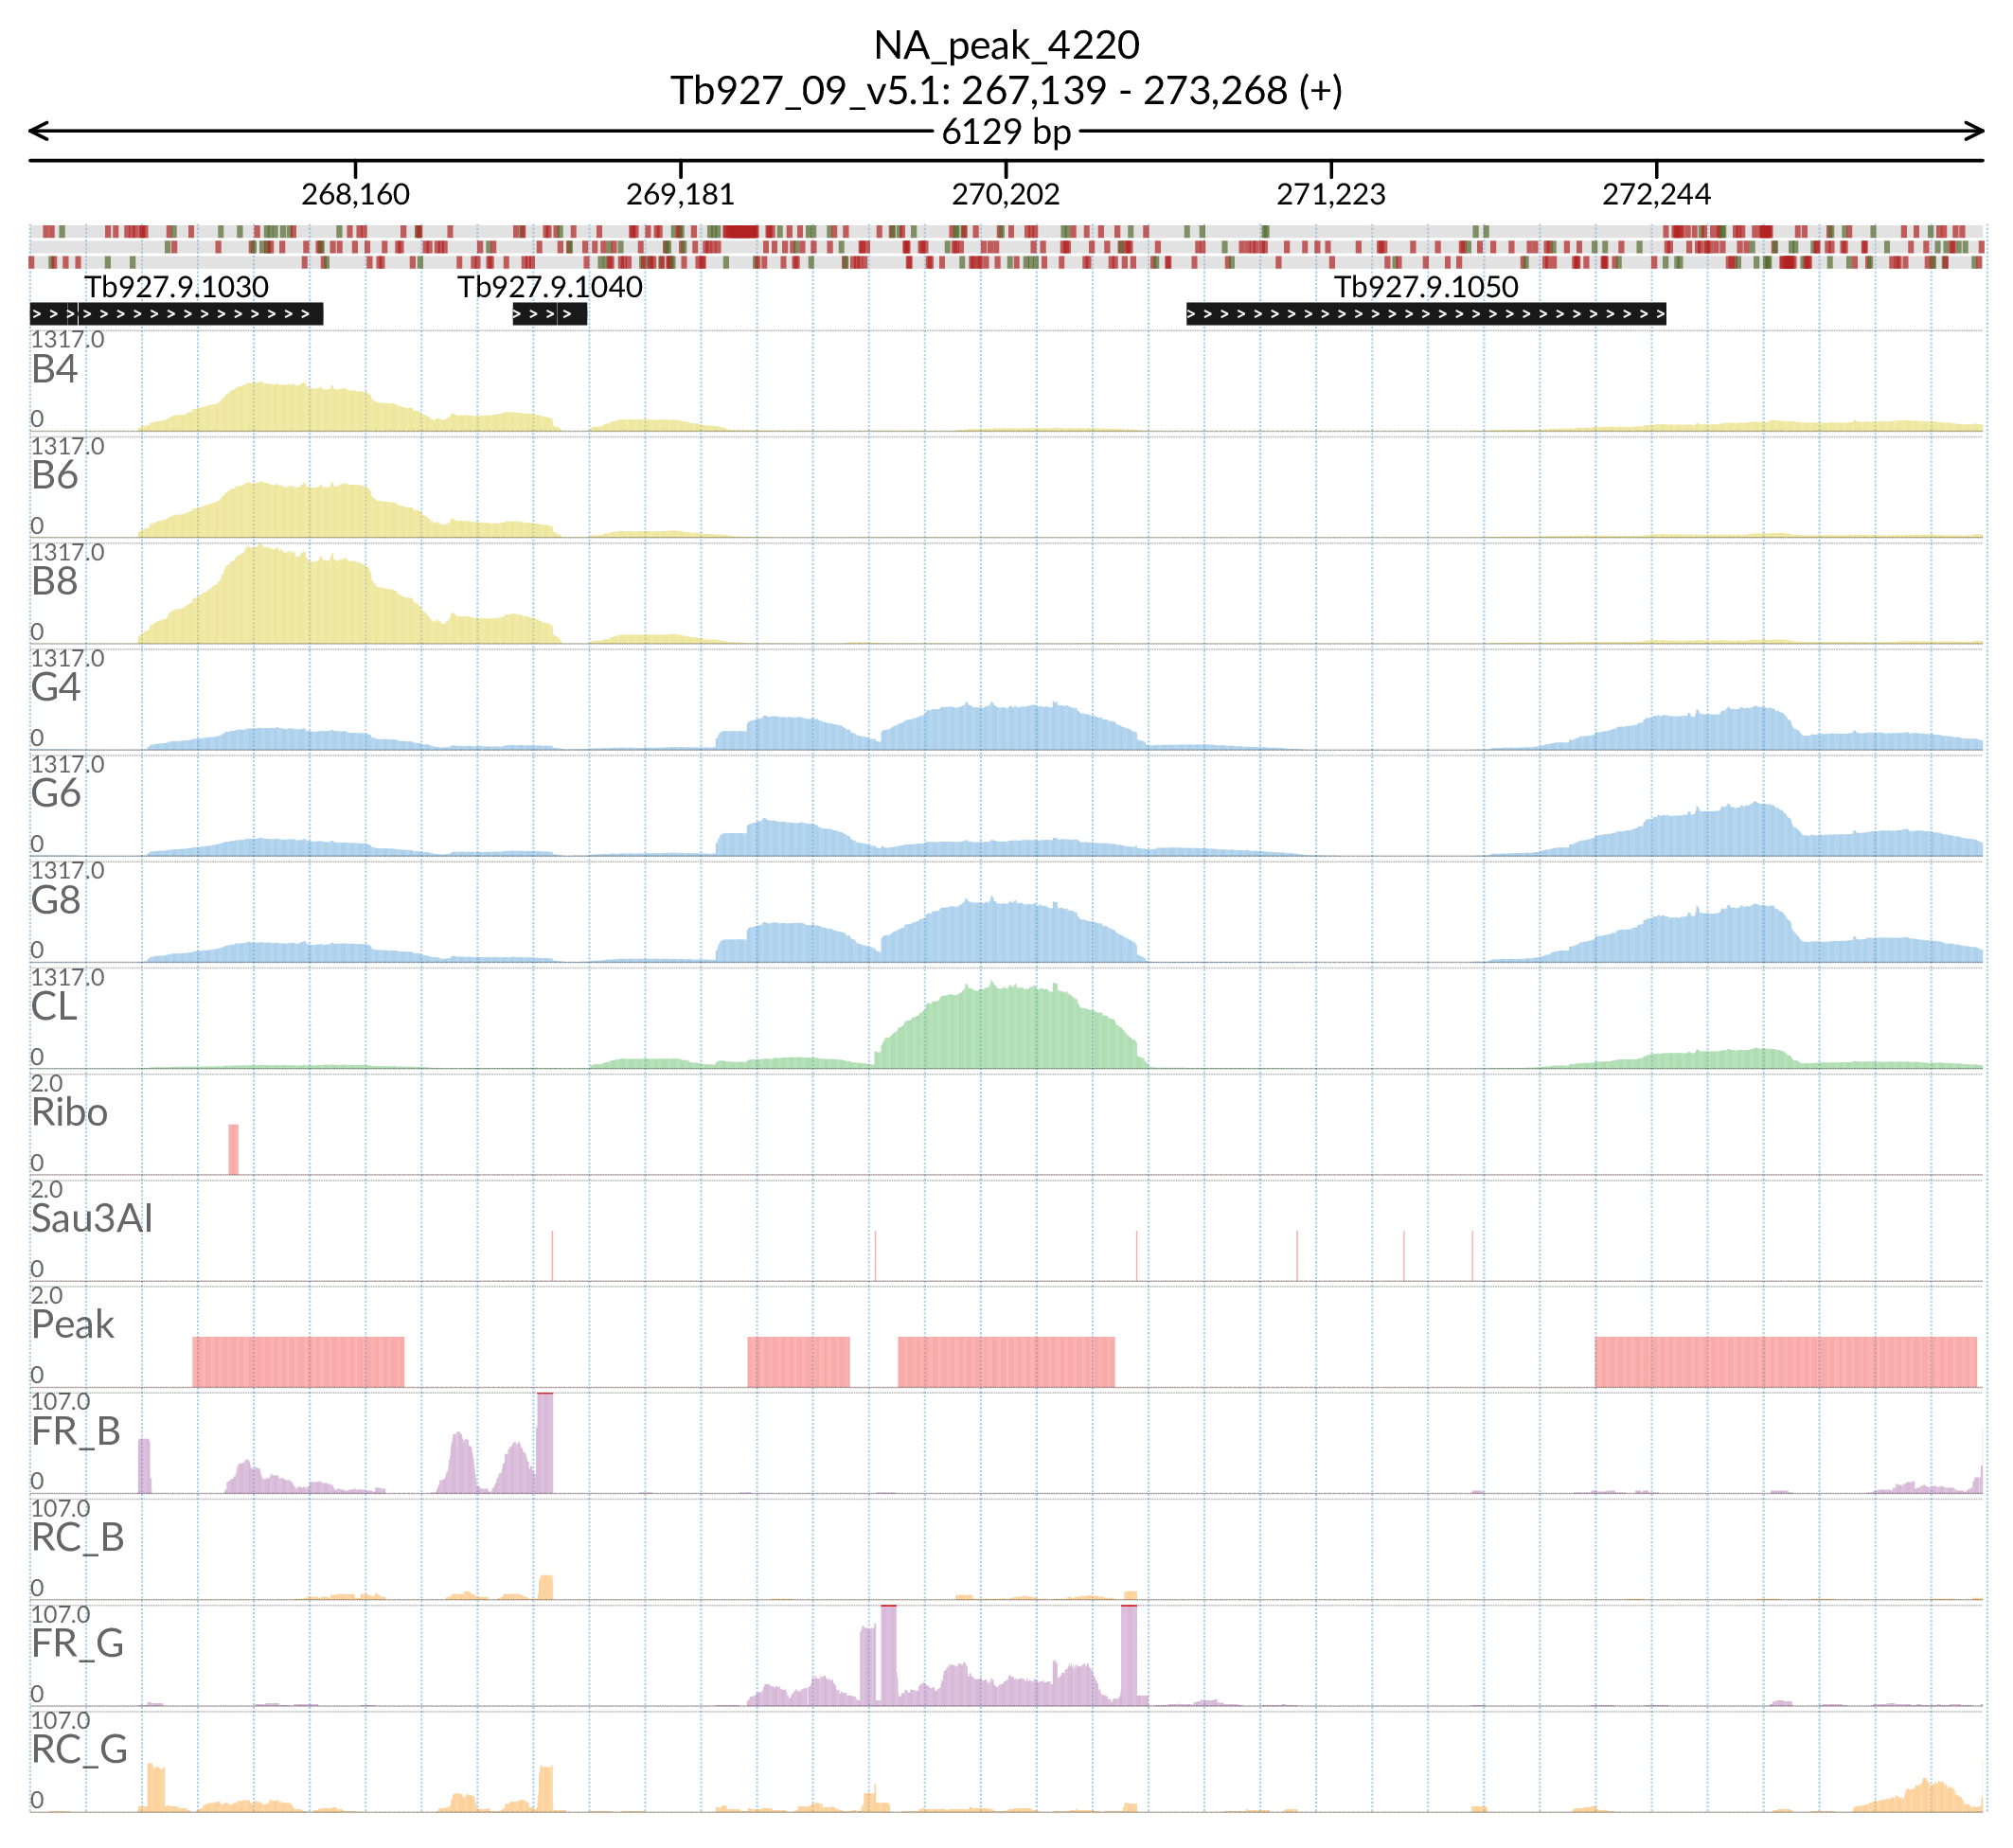 NA_peak_4220
Tb927_09_v5.1: 267,139 - 273,268 (+)
6129 bp
268,160 269,181 270,202 271,223 272,244
Tb927.9.1030 Tb927.9.1040 Tb927.9.1050
1317.0
B4
0
1317.0
B6
0
1317.0
B8
0
1317.0
G4
0
1317.0
G6
0
1317.0
G8
0
1317.0
CL
0
2.0
Ribo
0
2.0
Sau3AI
0
2.0
Peak
0
107.0
FR_B
0
107.0
RC_B
0
107.0
FR_G
0
107.0
RC_G
0